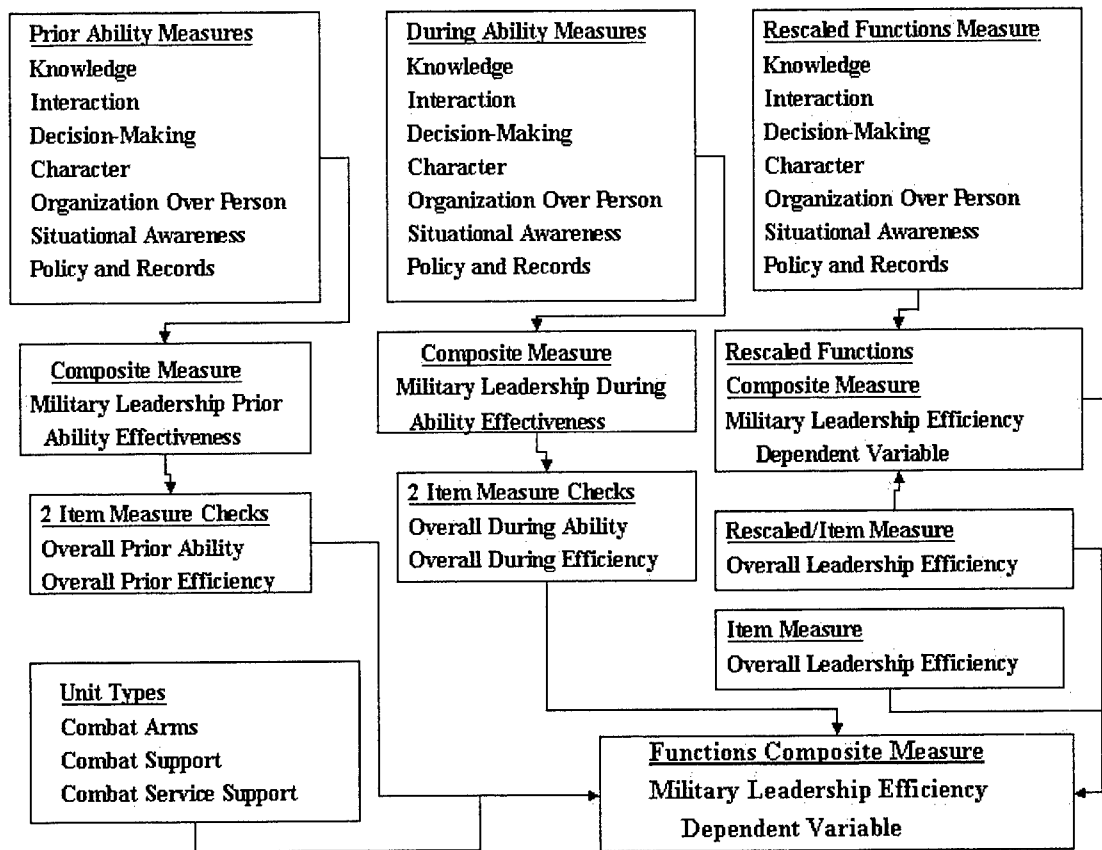 Prior Ability Measures
Knowledge
Interaction
Decision-Making
Character
Organization Over Person
Situational Awareness
Policy and Records
During Ability Measures
Knowledge
Interaction
Decision-Making
Character
Organization Over Person
Situational Awareness
Policy and Records
Rescaled Functions Measure
Knowledge
Interaction
Decision-Making
Character
Organization Over Person
Situational Awareness
Policy and Records
Composite Measure
Military Leadership Prior
Ability Effectiveness
Composite Measure
Military Leadership During
Ability Effectiveness
Rescaled Functions
Composite Measure
Military Leadership Efficiency
Dependent Variable
2 Item Measure Checks
Overall Prior Ability
Overall Prior Efficiency
2 Item Measure Checks
Overall During Ability
Overall During Efficiency
Rescaled/Item Measure
Overall Leadership Efficiency
Item Measure
Overall Leadership Efficiency
Unit Types
Combat Arms
Combat Support
Combat Service Support
Functions Composite Measure
Military Leadership Efficiency
Dependent Variable